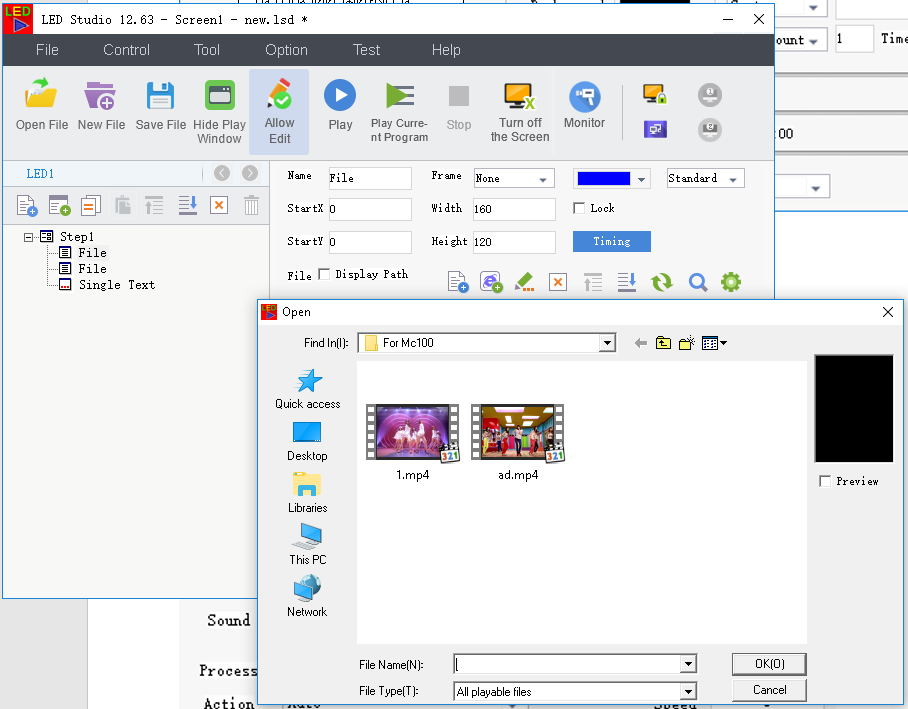 LED Studio 12.63 - Screen1 - new.lsd *
File Control Tool Option Test Help
Open File New File Save File Hide Play Window Allow Edit Play Play Curre-nt Program Stop Turn off the Screen Monitor
ount 1 Time
:00
LED1
Name File Frame None Standard
StartX 0 Width 160 Lock
StartY 0 Height 120 Timing
File Display Path
Step1
File
File
Single Text
Open
Find In(I): For Mc100
Quick access
Desktop
Libraries
This PC
Network
1.mp4 ad.mp4
Preview
File Name(N): OK(O)
File Type(T): All playable files Cancel
Sound
Process
Action Auto Speed